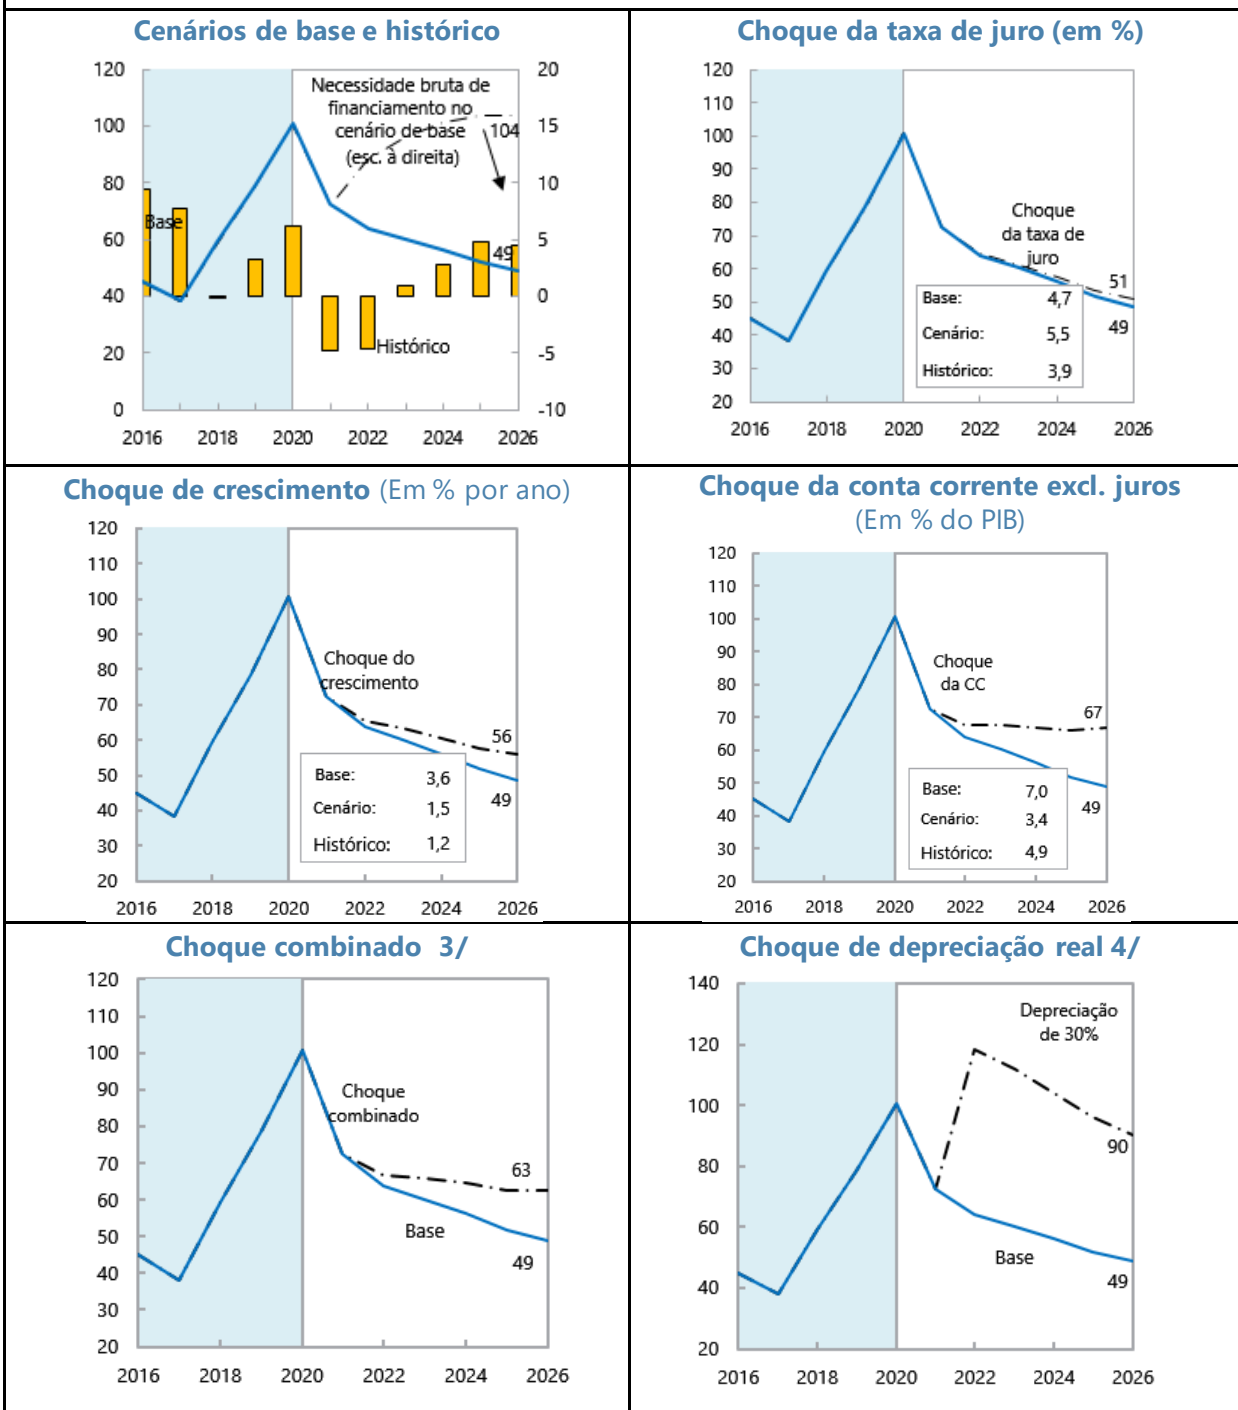 Cenários de base e histórico
120
100
80
60
40
20
0
20
15
10
5
0
-5
-10
Necessidade bruta de
financiamento no
cenário de base
(esc. à direita)
104
Base
49
Histórico
2016 2018 2020 2022 2024 2026
Choque da taxa de juro (em %)
120
110
100
90
80
70
60
50
40
30
20
Choque
da taxa de
juro
51
49
Base: 4,7
Cenário: 5,5
Histórico: 3,9
2016 2018 2020 2022 2024 2026
Choque de crescimento (Em % por ano)
120
110
100
90
80
70
60
50
40
30
20
Choque do
crescimento
56
49
Base: 3,6
Cenário: 1,5
Histórico: 1,2
2016 2018 2020 2022 2024 2026
Choque da conta corrente excl. juros
(Em % do PIB)
120
110
100
90
80
70
60
50
40
30
20
Choque
da CC
67
49
Base: 7,0
Cenário: 3,4
Histórico: 4,9
2016 2018 2020 2022 2024 2026
Choque combinado 3/
120
110
100
90
80
70
60
50
40
30
20
Choque
combinado
63
Base
49
2016 2018 2020 2022 2024 2026
Choque de depreciação real 4/
140
120
100
80
60
40
20
Depreciação
de 30%
90
Base
49
2016 2018 2020 2022 2024 2026